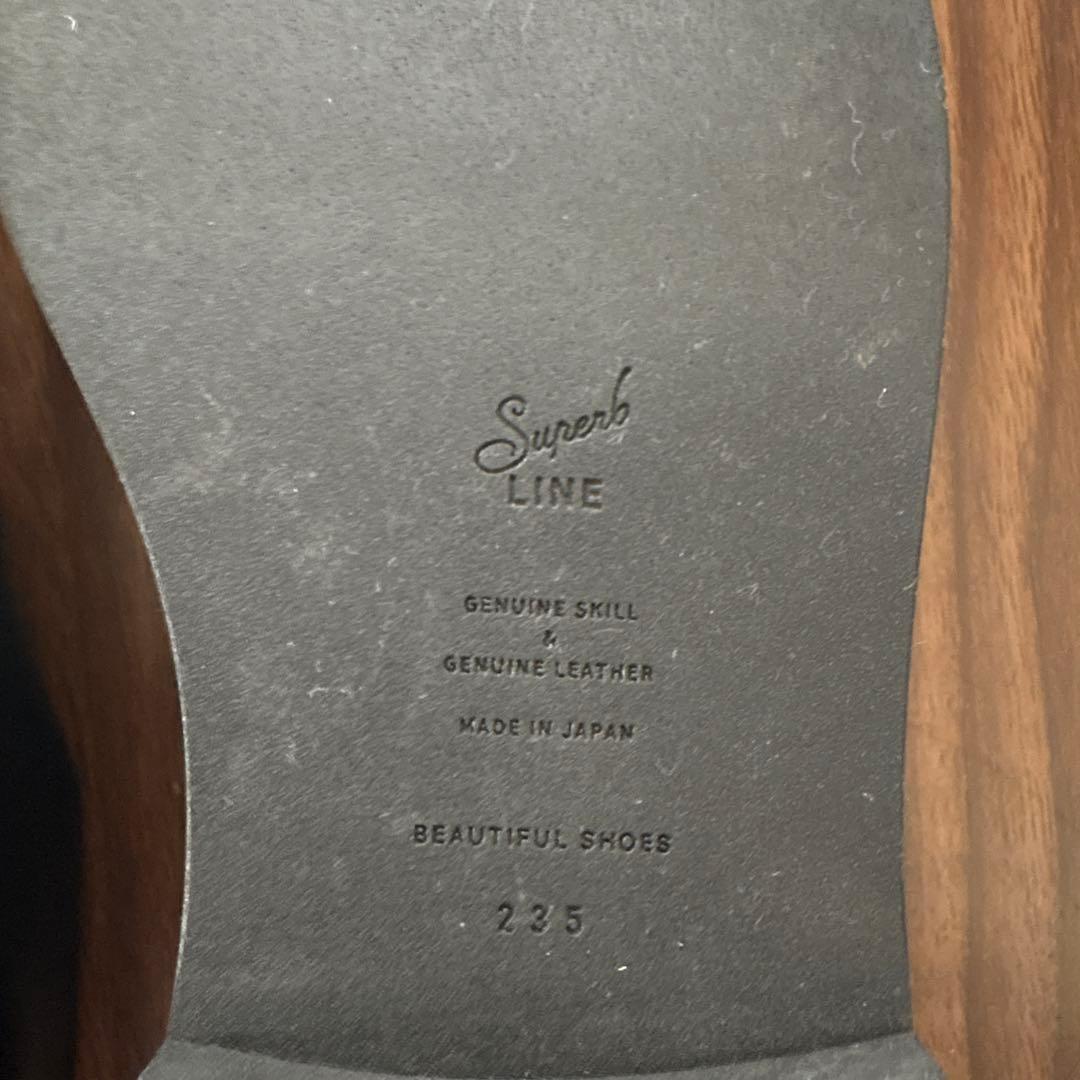 Superb
LINE
GENUINE SKILL
&
GENUINE LEATHER
MADE IN JAPAN
BEAUTIFUL SHOES
235